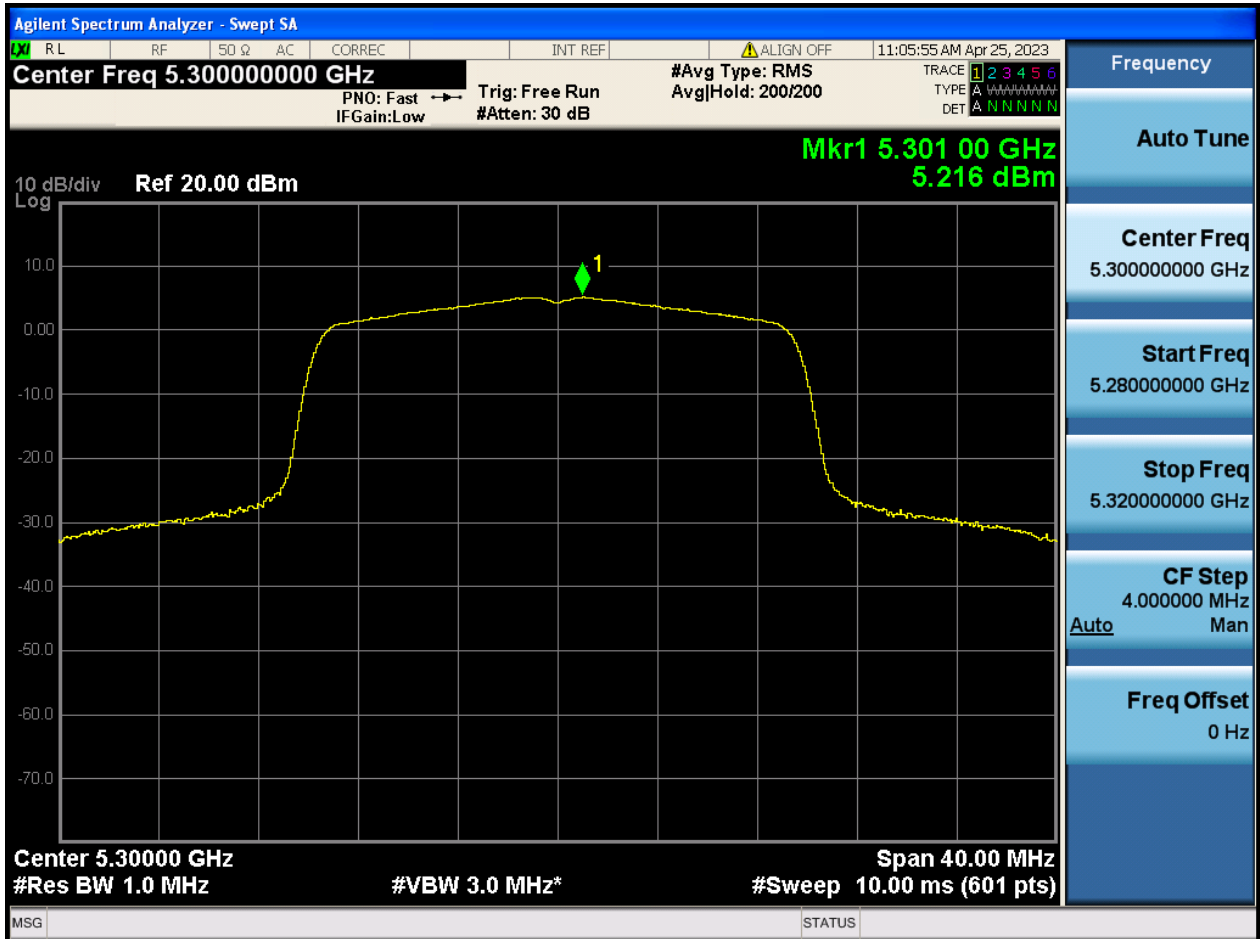 Agilent Spectrum Analyzer - Swept SA
LXI RL RF 50 Ω AC CORREC INT REF ALIGN OFF 11:05:55 AM Apr 25, 2023
Center Freq 5.300000000 GHz
PNO: Fast
IFGain:Low
Trig: Free Run
#Atten: 30 dB
#Avg Type: RMS
Avg|Hold: 200/200
TRACE 1 2 3 4 5 6
TYPE A WWWWW
DET A N N N N N
Mkr1 5.301 00 GHz
5.216 dBm
10 dB/div Ref 20.00 dBm
Log
1
10.0
0.00
-10.0
-20.0
-30.0
-40.0
-50.0
-60.0
-70.0
Center 5.30000 GHz Span 40.00 MHz
#Res BW 1.0 MHz #VBW 3.0 MHz* #Sweep 10.00 ms (601 pts)
MSG STATUS
Frequency
Auto Tune
Center Freq
5.300000000 GHz
Start Freq
5.280000000 GHz
Stop Freq
5.320000000 GHz
CF Step
4.000000 MHz
Auto Man
Freq Offset
0 Hz